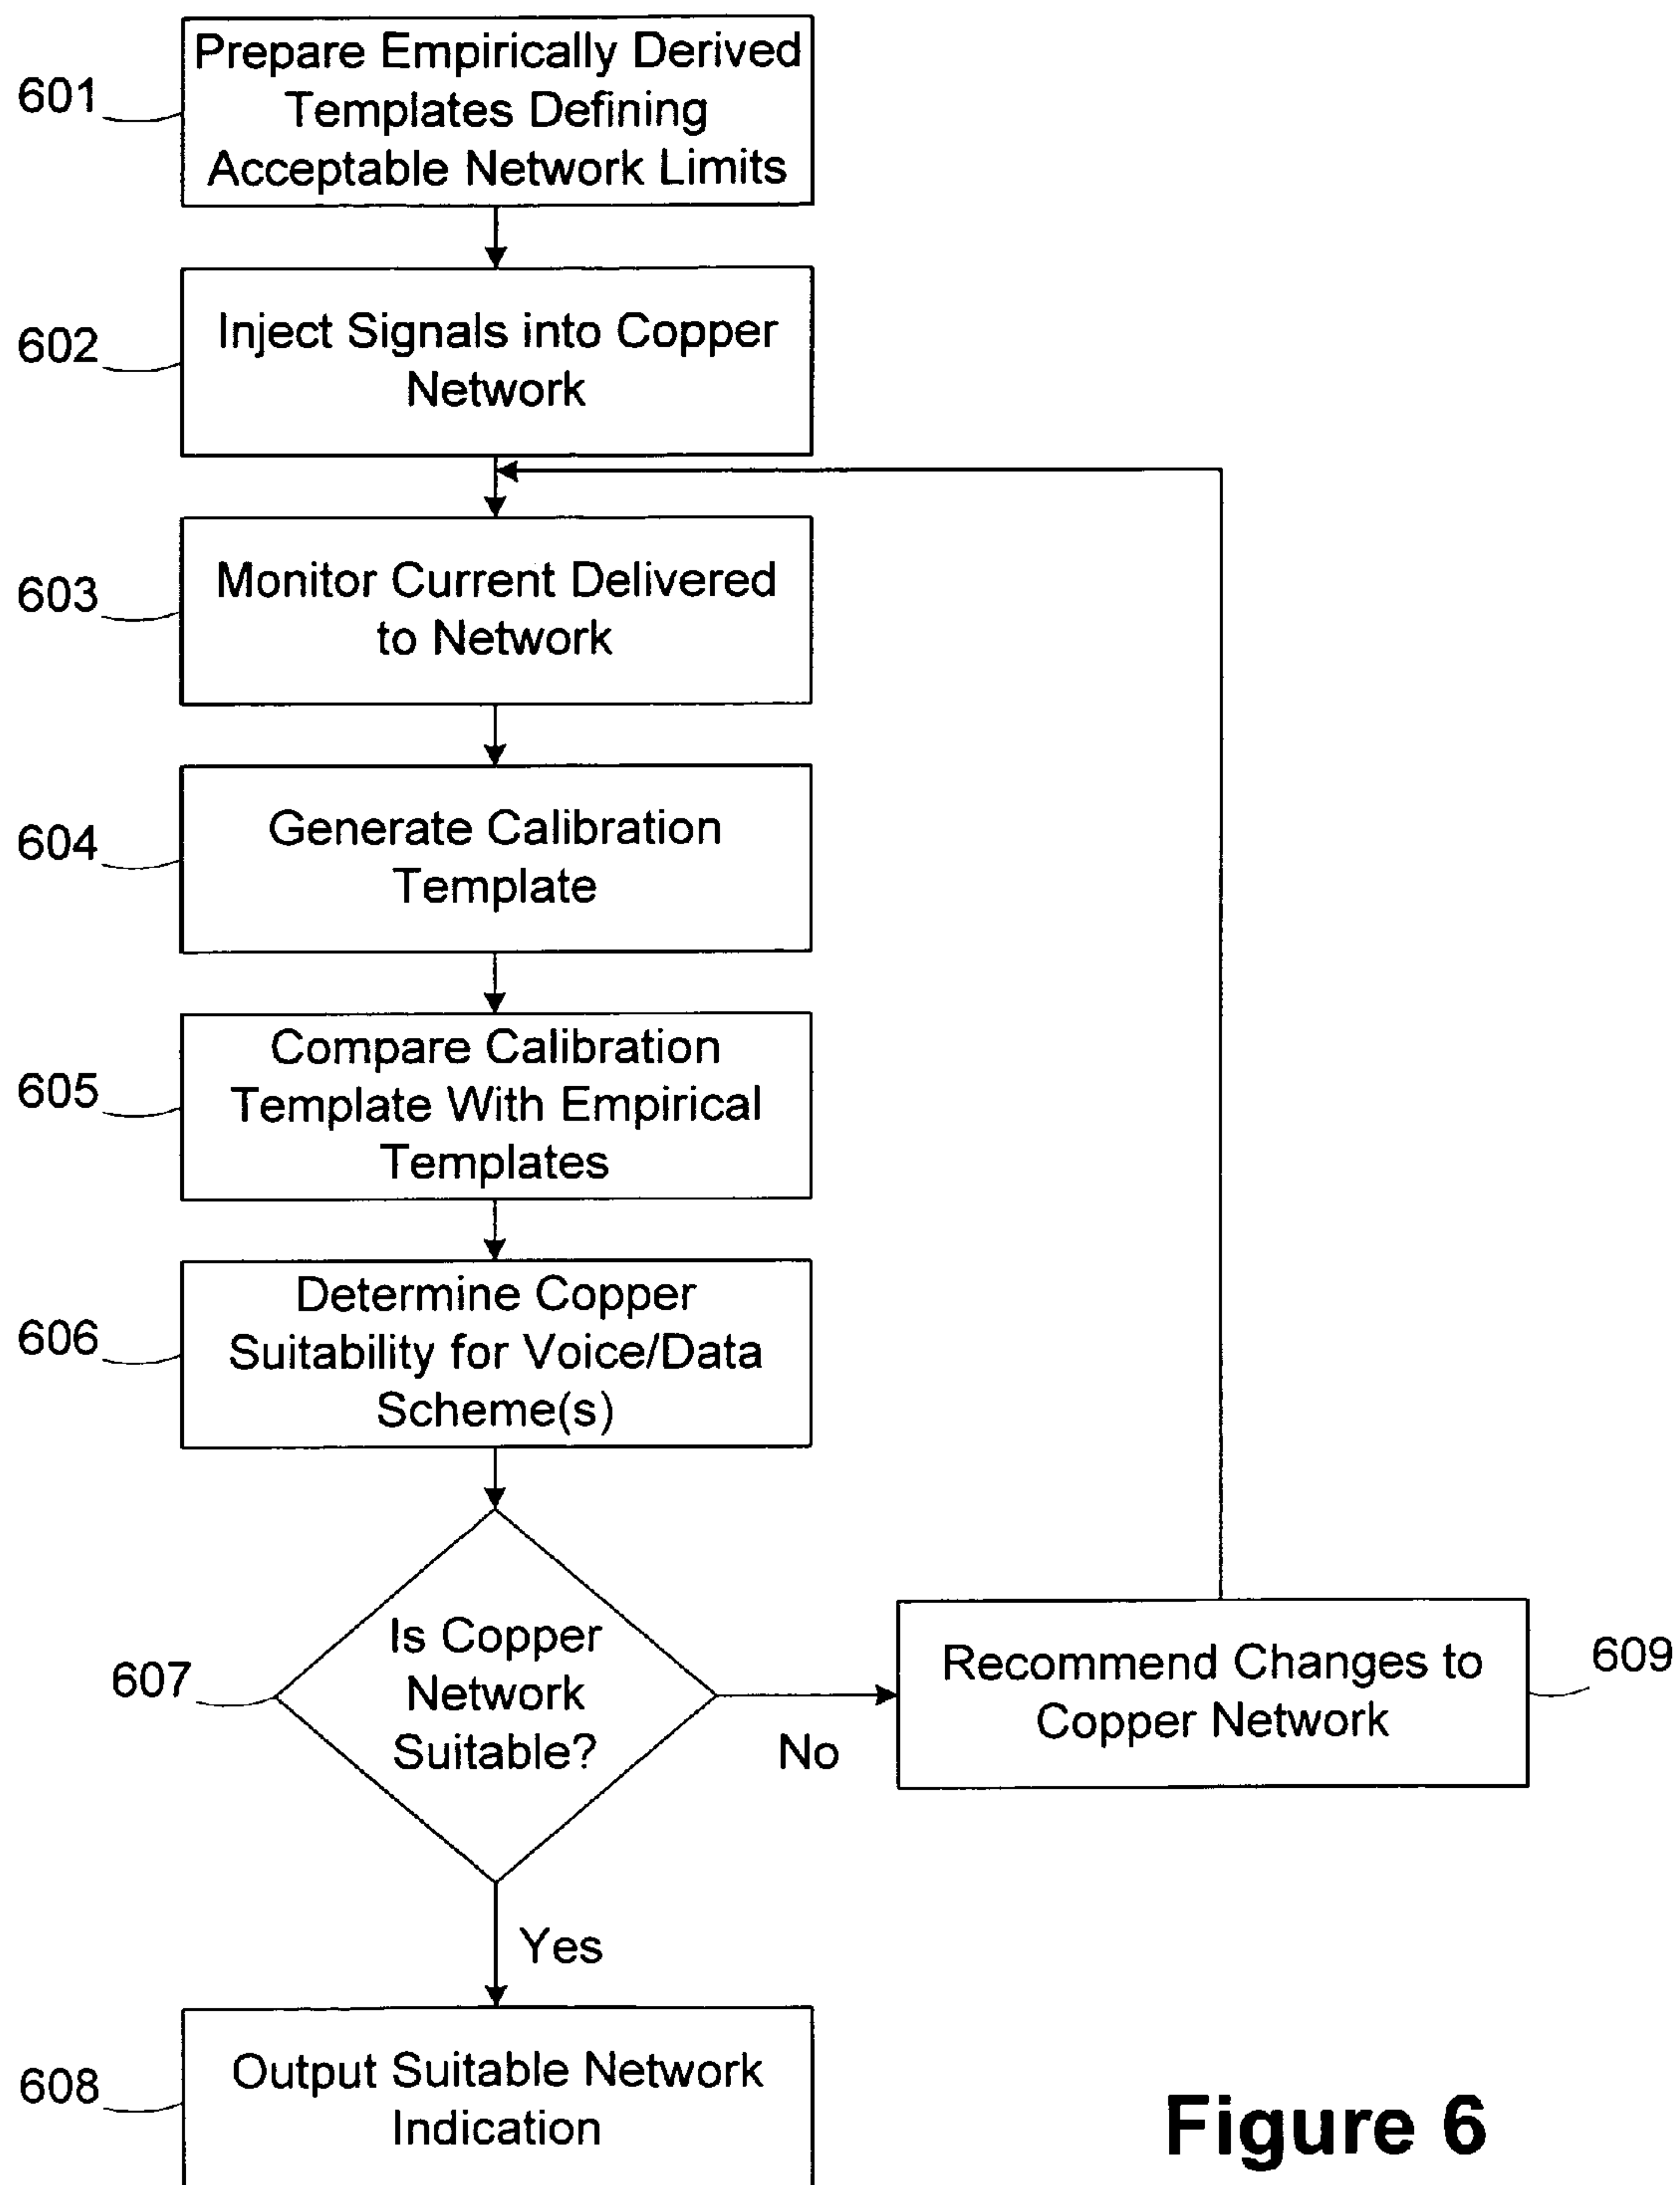 601
Prepare Empirically Derived
Templates Defining
Acceptable Network Limits
602
Inject Signals into Copper
Network
603
Monitor Current Delivered
to Network
604
Generate Calibration
Template
605
Compare Calibration
Template With Empirical
Templates
606
Determine Copper
Suitability for Voice/Data
Scheme(s)
607
Is Copper
Network
Suitable?
No
Recommend Changes to
Copper Network
609
Yes
608
Output Suitable Network
Indication
Figure 6